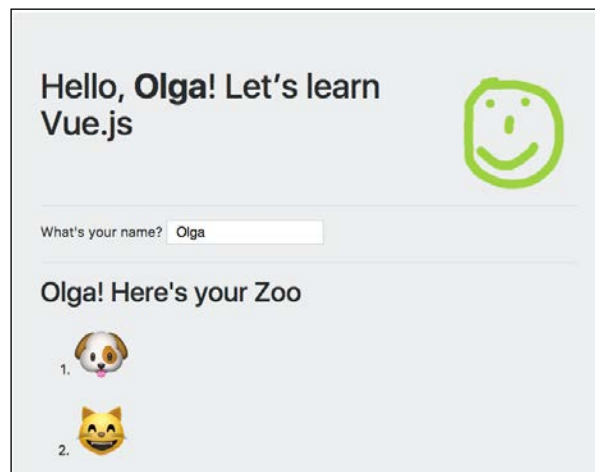 Hello, Olga! Let's learn
Vue.js
What's your name? Olga
Olga! Here's your Zoo
1.
2.